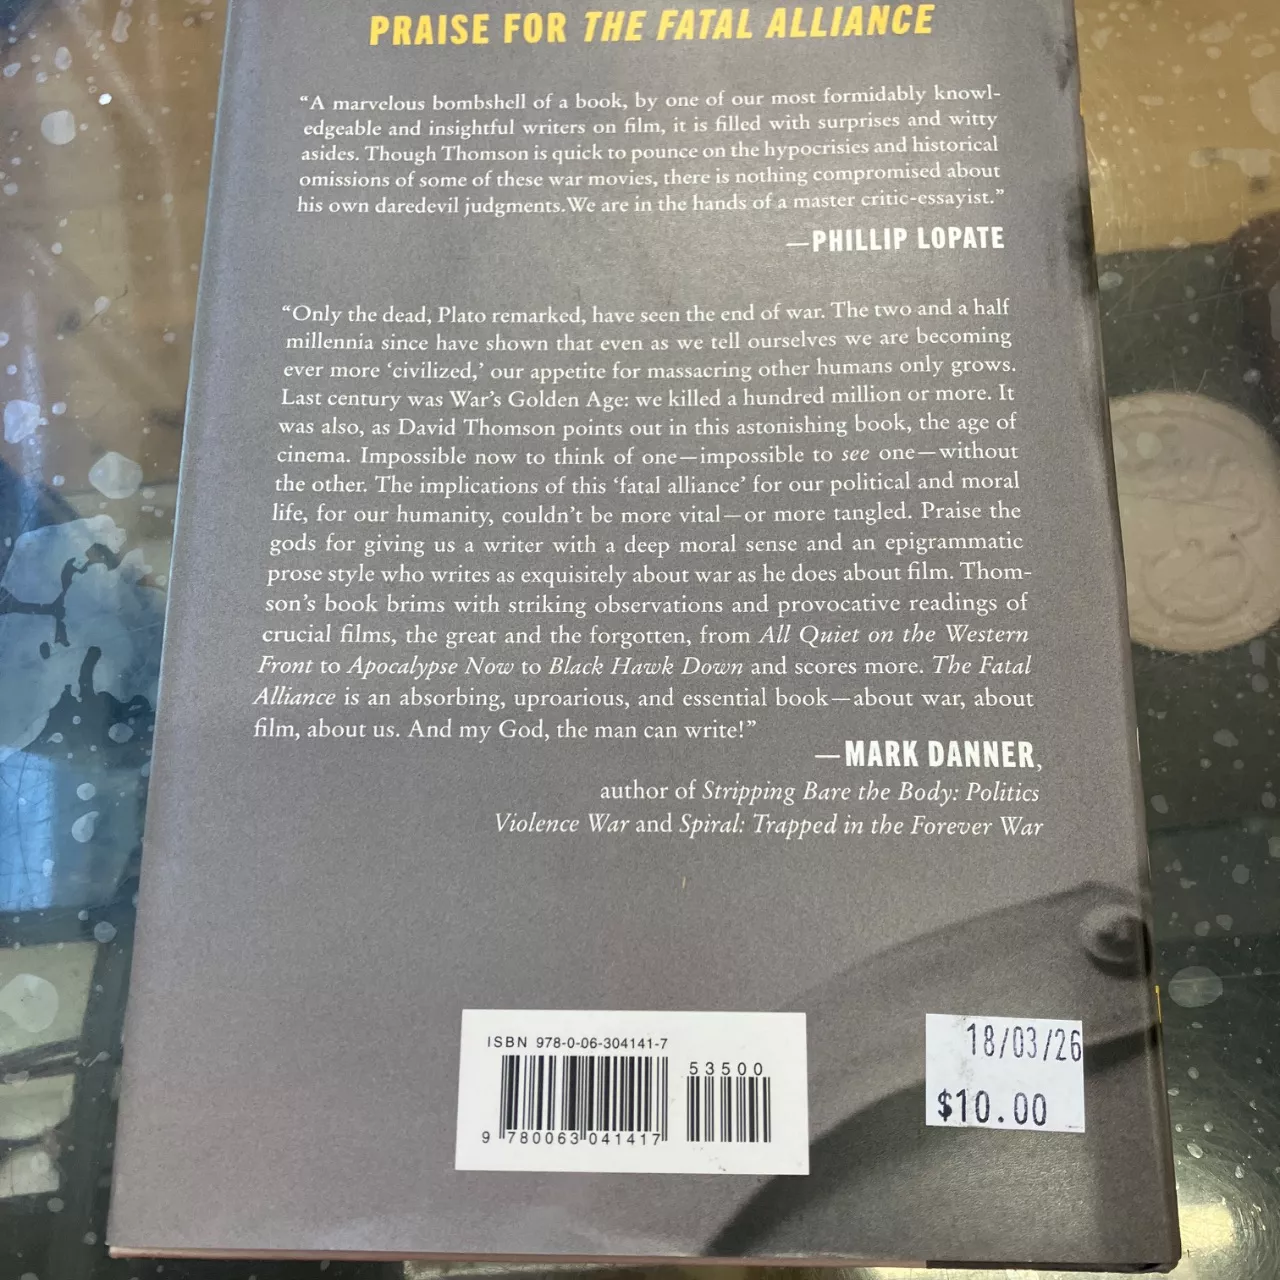 PRAISE FOR THE FATAL ALLIANCE
“A marvelous bombshell of a book, by one of our most formidably knowl-
edgeable and insightful writers on film, it is filled with surprises and witty
asides. Though Thomson is quick to pounce on the hypocrisies and historical
omissions of some of these war movies, there is nothing compromised about
his own daredevil judgments.We are in the hands of a master critic-essayist.”
—PHILLIP LOPATE
“Only the dead, Plato remarked, have seen the end of war. The two and a half
millennia since have shown that even as we tell ourselves we are becoming
ever more ‘civilized,’ our appetite for massacring other humans only grows.
Last century was War’s Golden Age: we killed a hundred million or more. It
was also, as David Thomson points out in this astonishing book, the age of
cinema. Impossible now to think of one—impossible to see one—without
the other. The implications of this ‘fatal alliance’ for our political and moral
life, for our humanity, couldn’t be more vital—or more tangled. Praise the
gods for giving us a writer with a deep moral sense and an epigrammatic
prose style who writes as exquisitely about war as he does about film. Thom-
son’s book brims with striking observations and provocative readings of
crucial films, the great and the forgotten, from All Quiet on the Western
Front to Apocalypse Now to Black Hawk Down and scores more. The Fatal
Alliance is an absorbing, uproarious, and essential book—about war, about
film, about us. And my God, the man can write!”
—MARK DANNER,
author of Stripping Bare the Body: Politics
Violence War and Spiral: Trapped in the Forever War
ISBN 978-0-06-304141-7
53500
9 780063 041417
18/03/26
$10.00